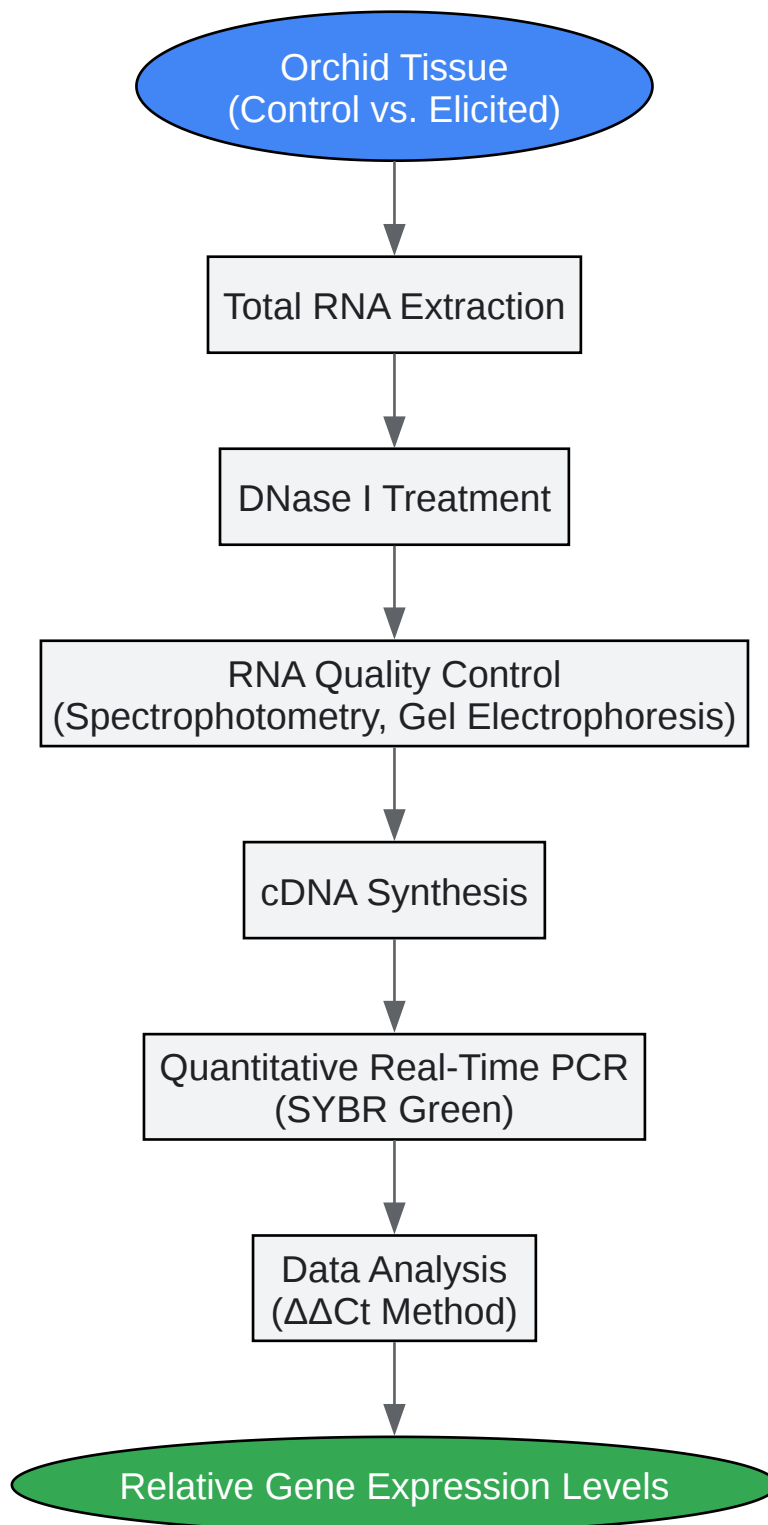 Orchid Tissue
(Control vs. Elicited)
Total RNA Extraction
DNase I Treatment
RNA Quality Control
(Spectrophotometry, Gel Electrophoresis)
cDNA Synthesis
Quantitative Real-Time PCR
(SYBR Green)
Data Analysis
(ΔΔCt Method)
Relative Gene Expression Levels